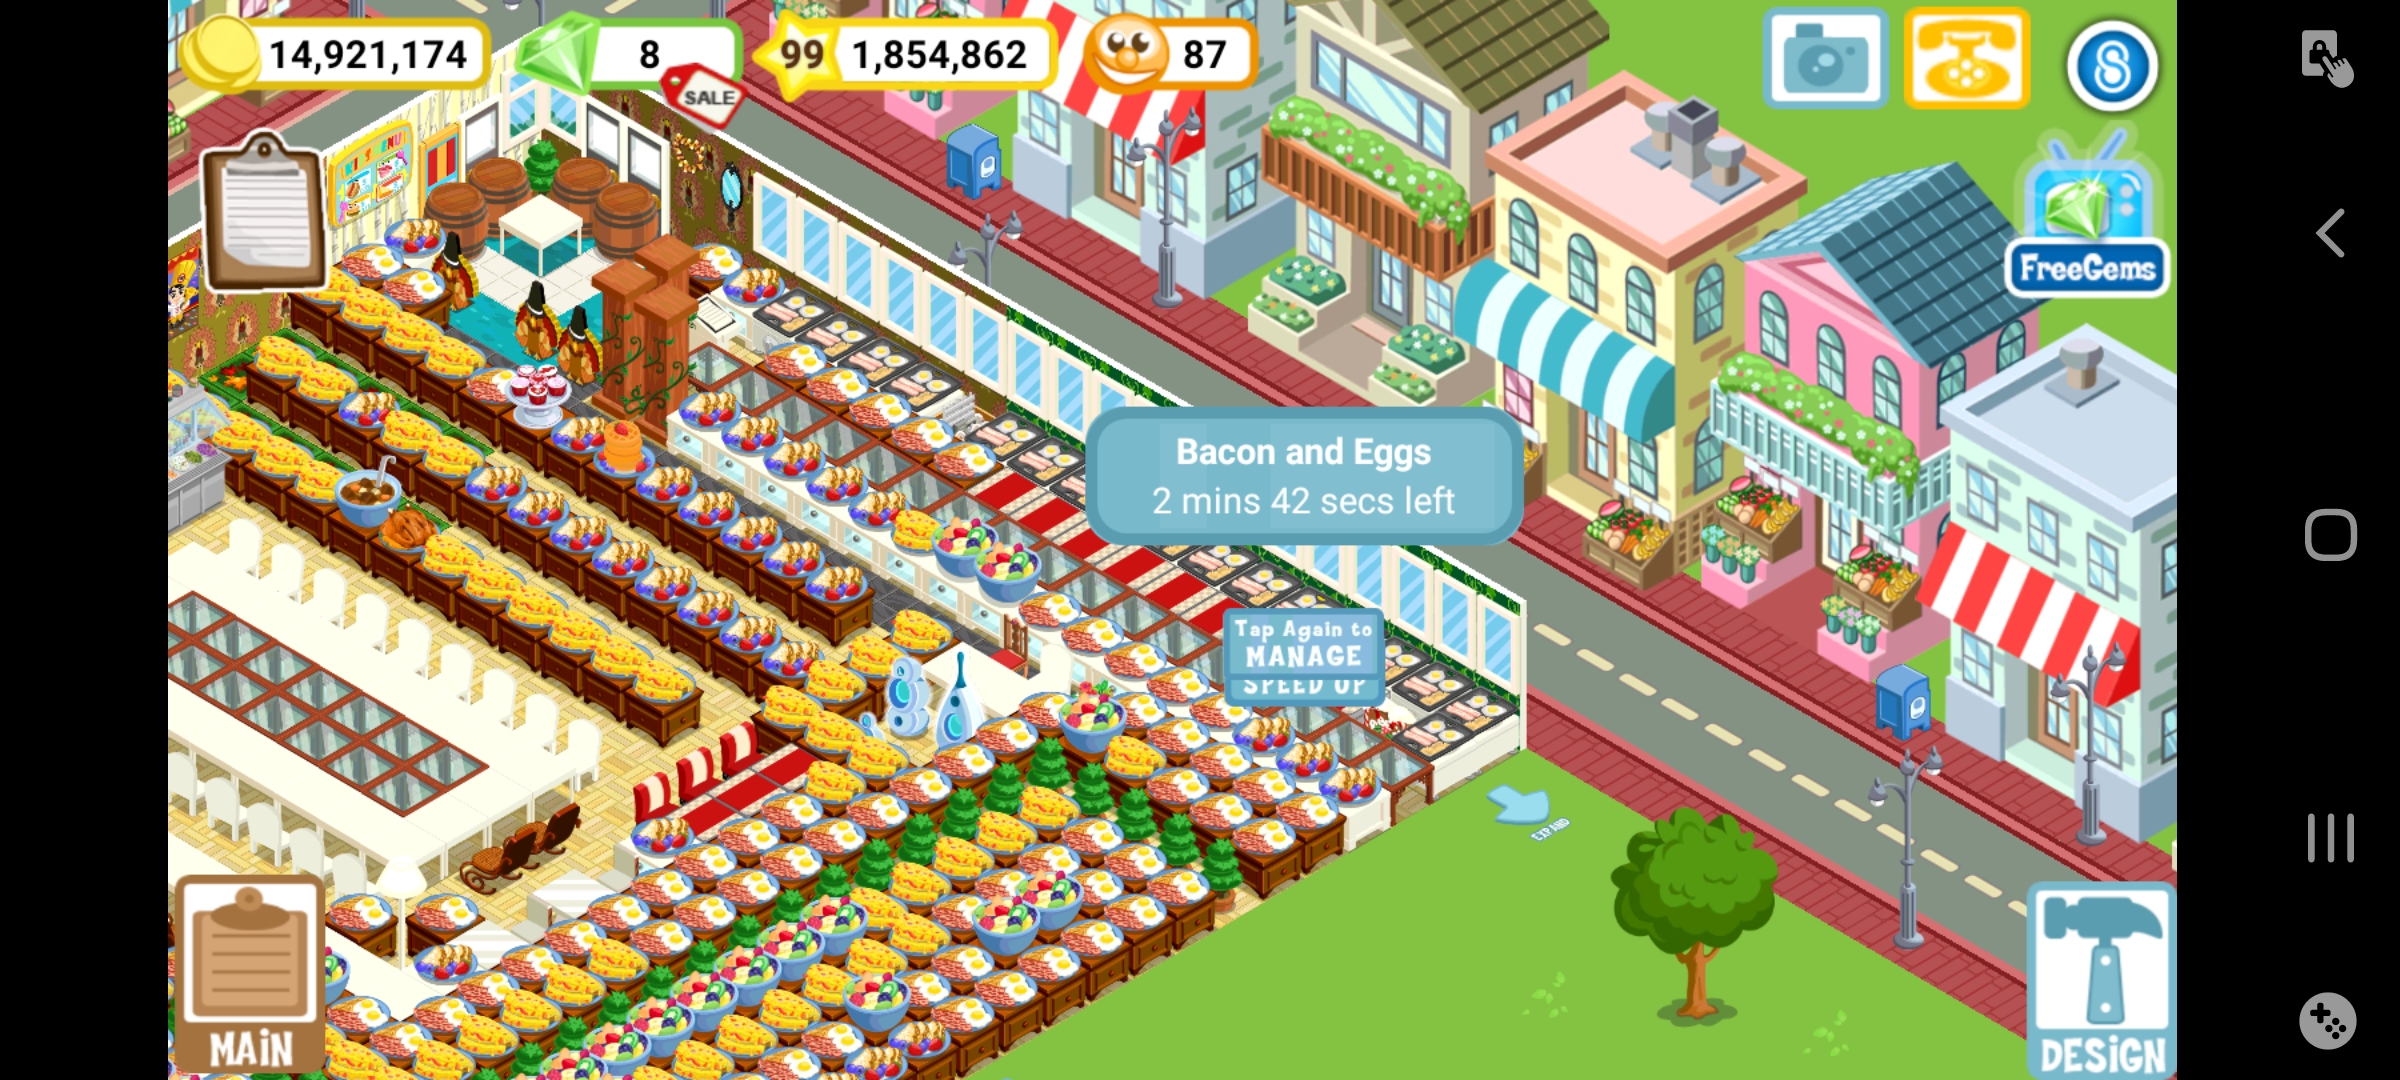 14,921,174
8
SALE
99
1,854,862
87
FreeGems
Bacon and Eggs
2 mins 42 secs left
Tap Again to
MANAGE
SPEED UP
EXPAND
MAiN
DESiGN